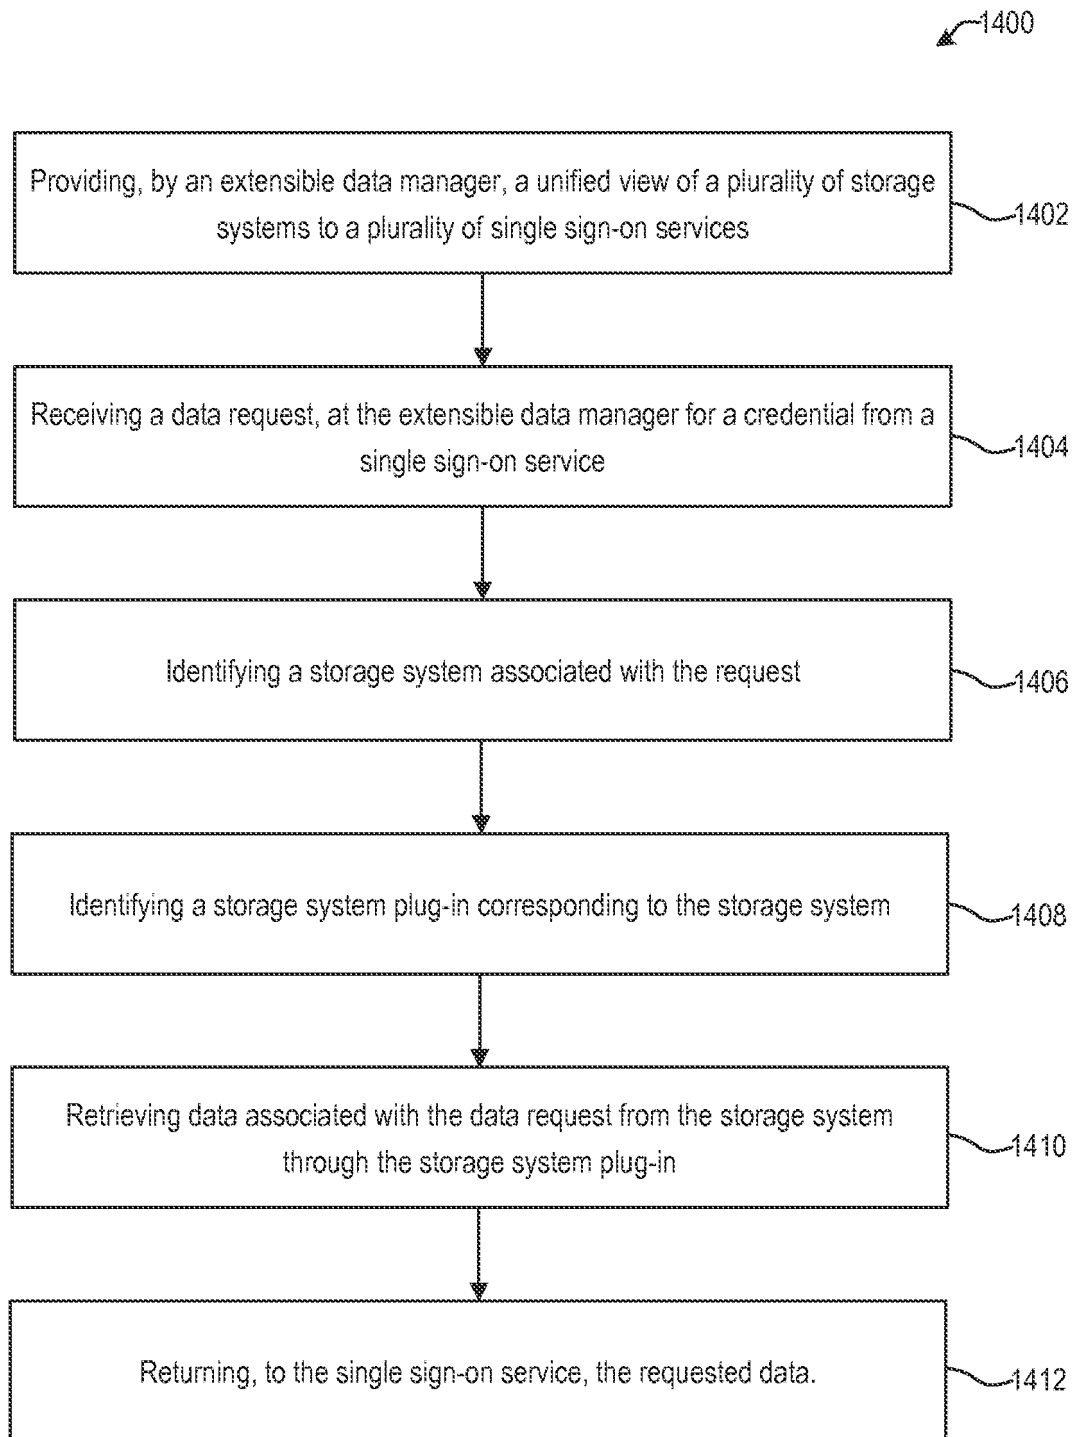 1400
Providing, by an extensible data manager, a unified view of a plurality of storage
systems to a plurality of single sign-on services
1402
Receiving a data request, at the extensible data manager for a credential from a
single sign-on service
1404
Identifying a storage system associated with the request
1406
Identifying a storage system plug-in corresponding to the storage system
1408
Retrieving data associated with the data request from the storage system
through the storage system plug-in
1410
Returning, to the single sign-on service, the requested data.
1412